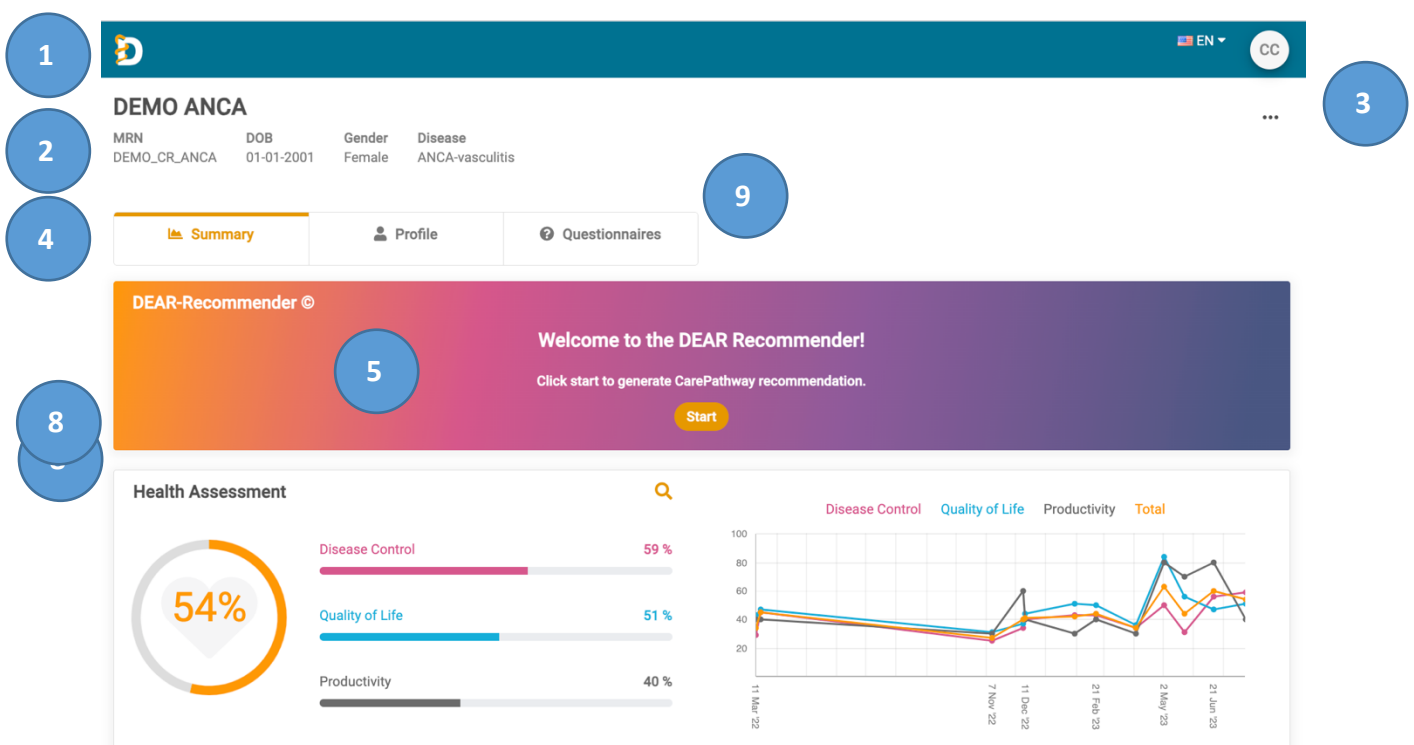 1
D
EN
CC
3
DEMO ANCA
MRN DOB Gender Disease
DEMO_CR_ANCA 01-01-2001 Female ANCA-vasculitis
2
9
4
Summary Profile Questionnaires
DEAR-Recommender ©
Welcome to the DEAR Recommender!
5
Click start to generate CarePathway recommendation.
Start
8
Health Assessment
Disease Control Quality of Life Productivity Total
54%
Disease Control 59 %
Quality of Life 51 %
Productivity 40 %
100
80
60
40
20
11 Mar '22
7 Nov '22
11 Dec '22
21 Feb '23
2 May '23
21 Jun '23